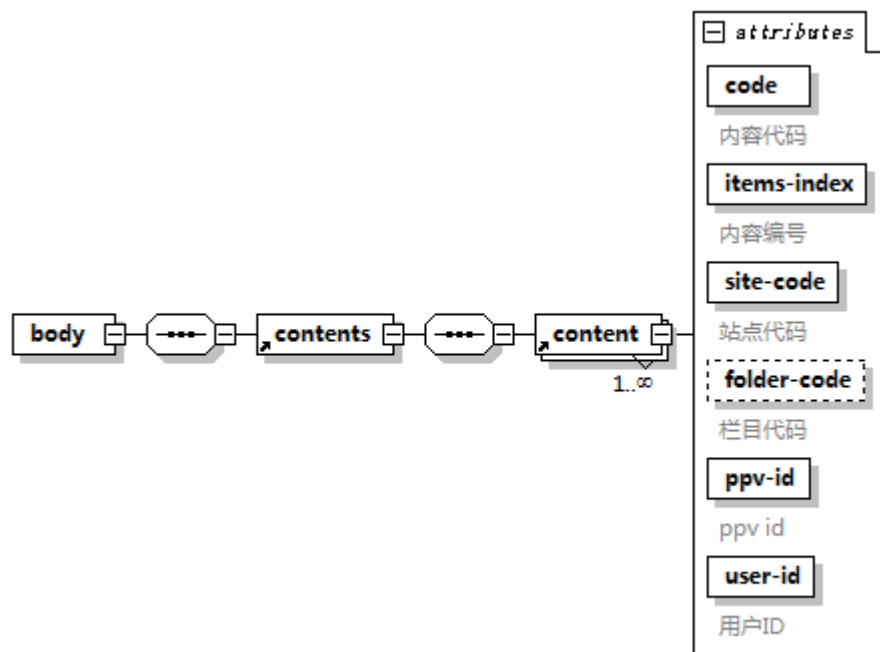 attributes
code
内容代码
items-index
内容编号
site-code
站点代码
body
contents
content
1..∞
folder-code
栏目代码
ppv-id
ppv id
user-id
用户ID